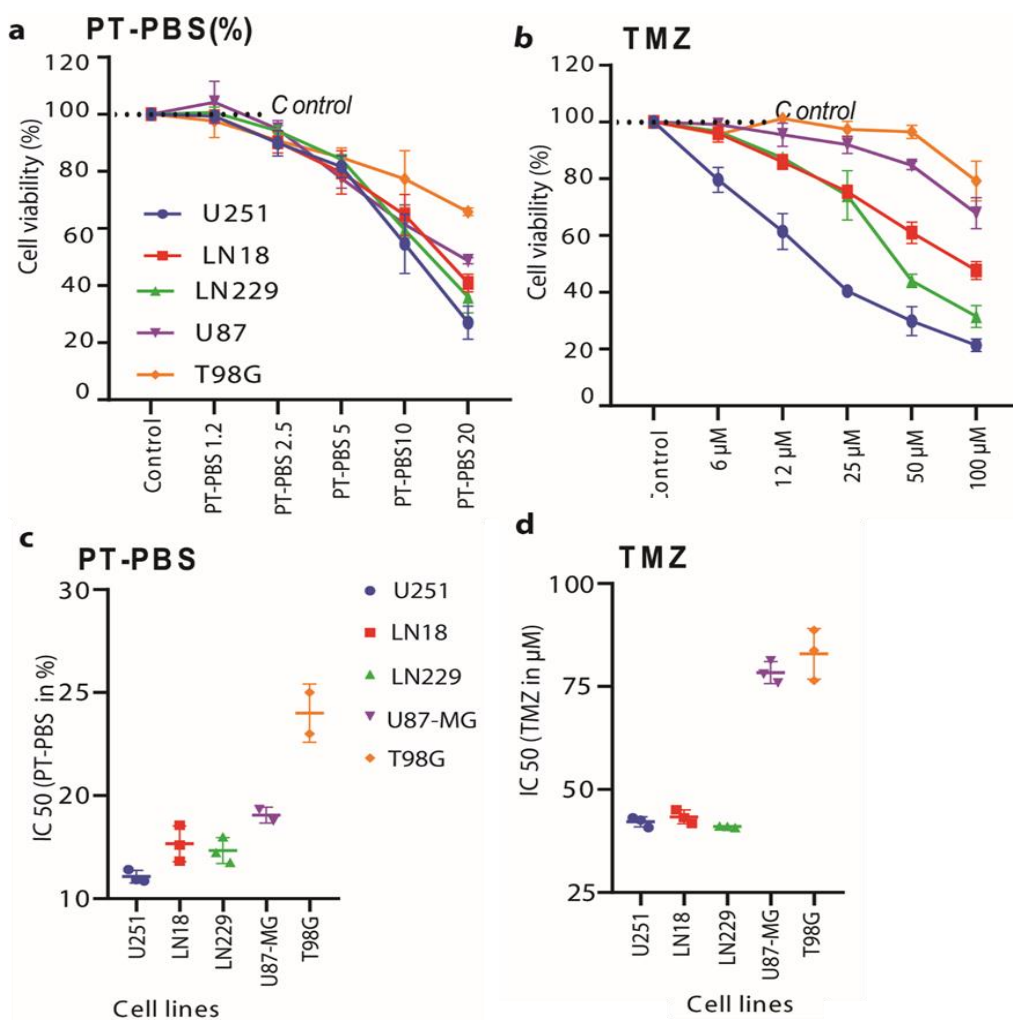 a
PT-PBS(%)
120
100
80
60
40
20
0
Cell viability (%)
Control
U251
LN18
LN229
U87
T98G
Control
PT-PBS 1.2
PT-PBS 2.5
PT-PBS 5
PT-PBS10
PT-PBS 20
b
TMZ
120
100
80
60
40
20
0
Cell viability (%)
Control
ontrol
6 µM
12 µM
25 µM
50 µM
100 µM
c
PT-PBS
30
25
20
10
IC 50 (PT-PBS in %)
U251
LN18
LN229
U87-MG
T98G
U251
LN18
LN229
U87-MG
T98G
Cell lines
d
TMZ
100
75
50
25
IC 50 (TMZ in µM)
U251
LN18
LN229
U87-MG
T98G
Cell lines